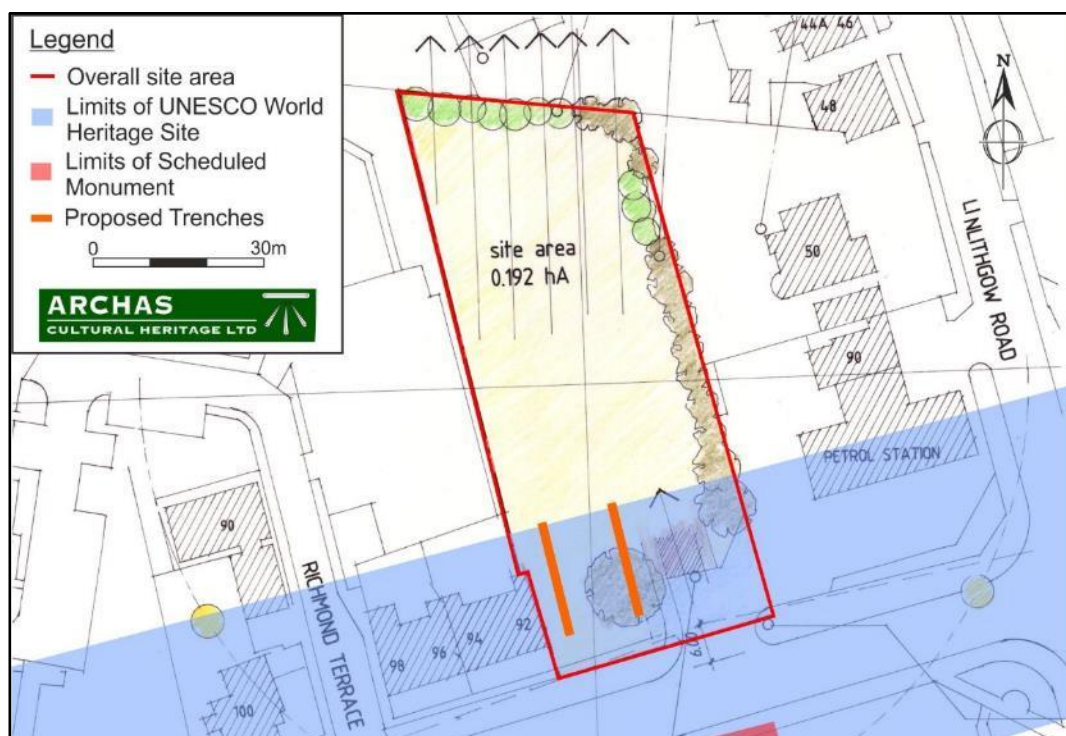 Legend
Overall site area
Limits of UNESCO World
Heritage Site
Limits of Scheduled
Monument
Proposed Trenches
0 30m
ARCHAS
CULTURAL HERITAGE LTD
44A 46
48
N
LINLITHGOW ROAD
50
site area
0.192 hA
90
PETROL STATION
90
RICHMOND TERRACE
92
94
96
98
100